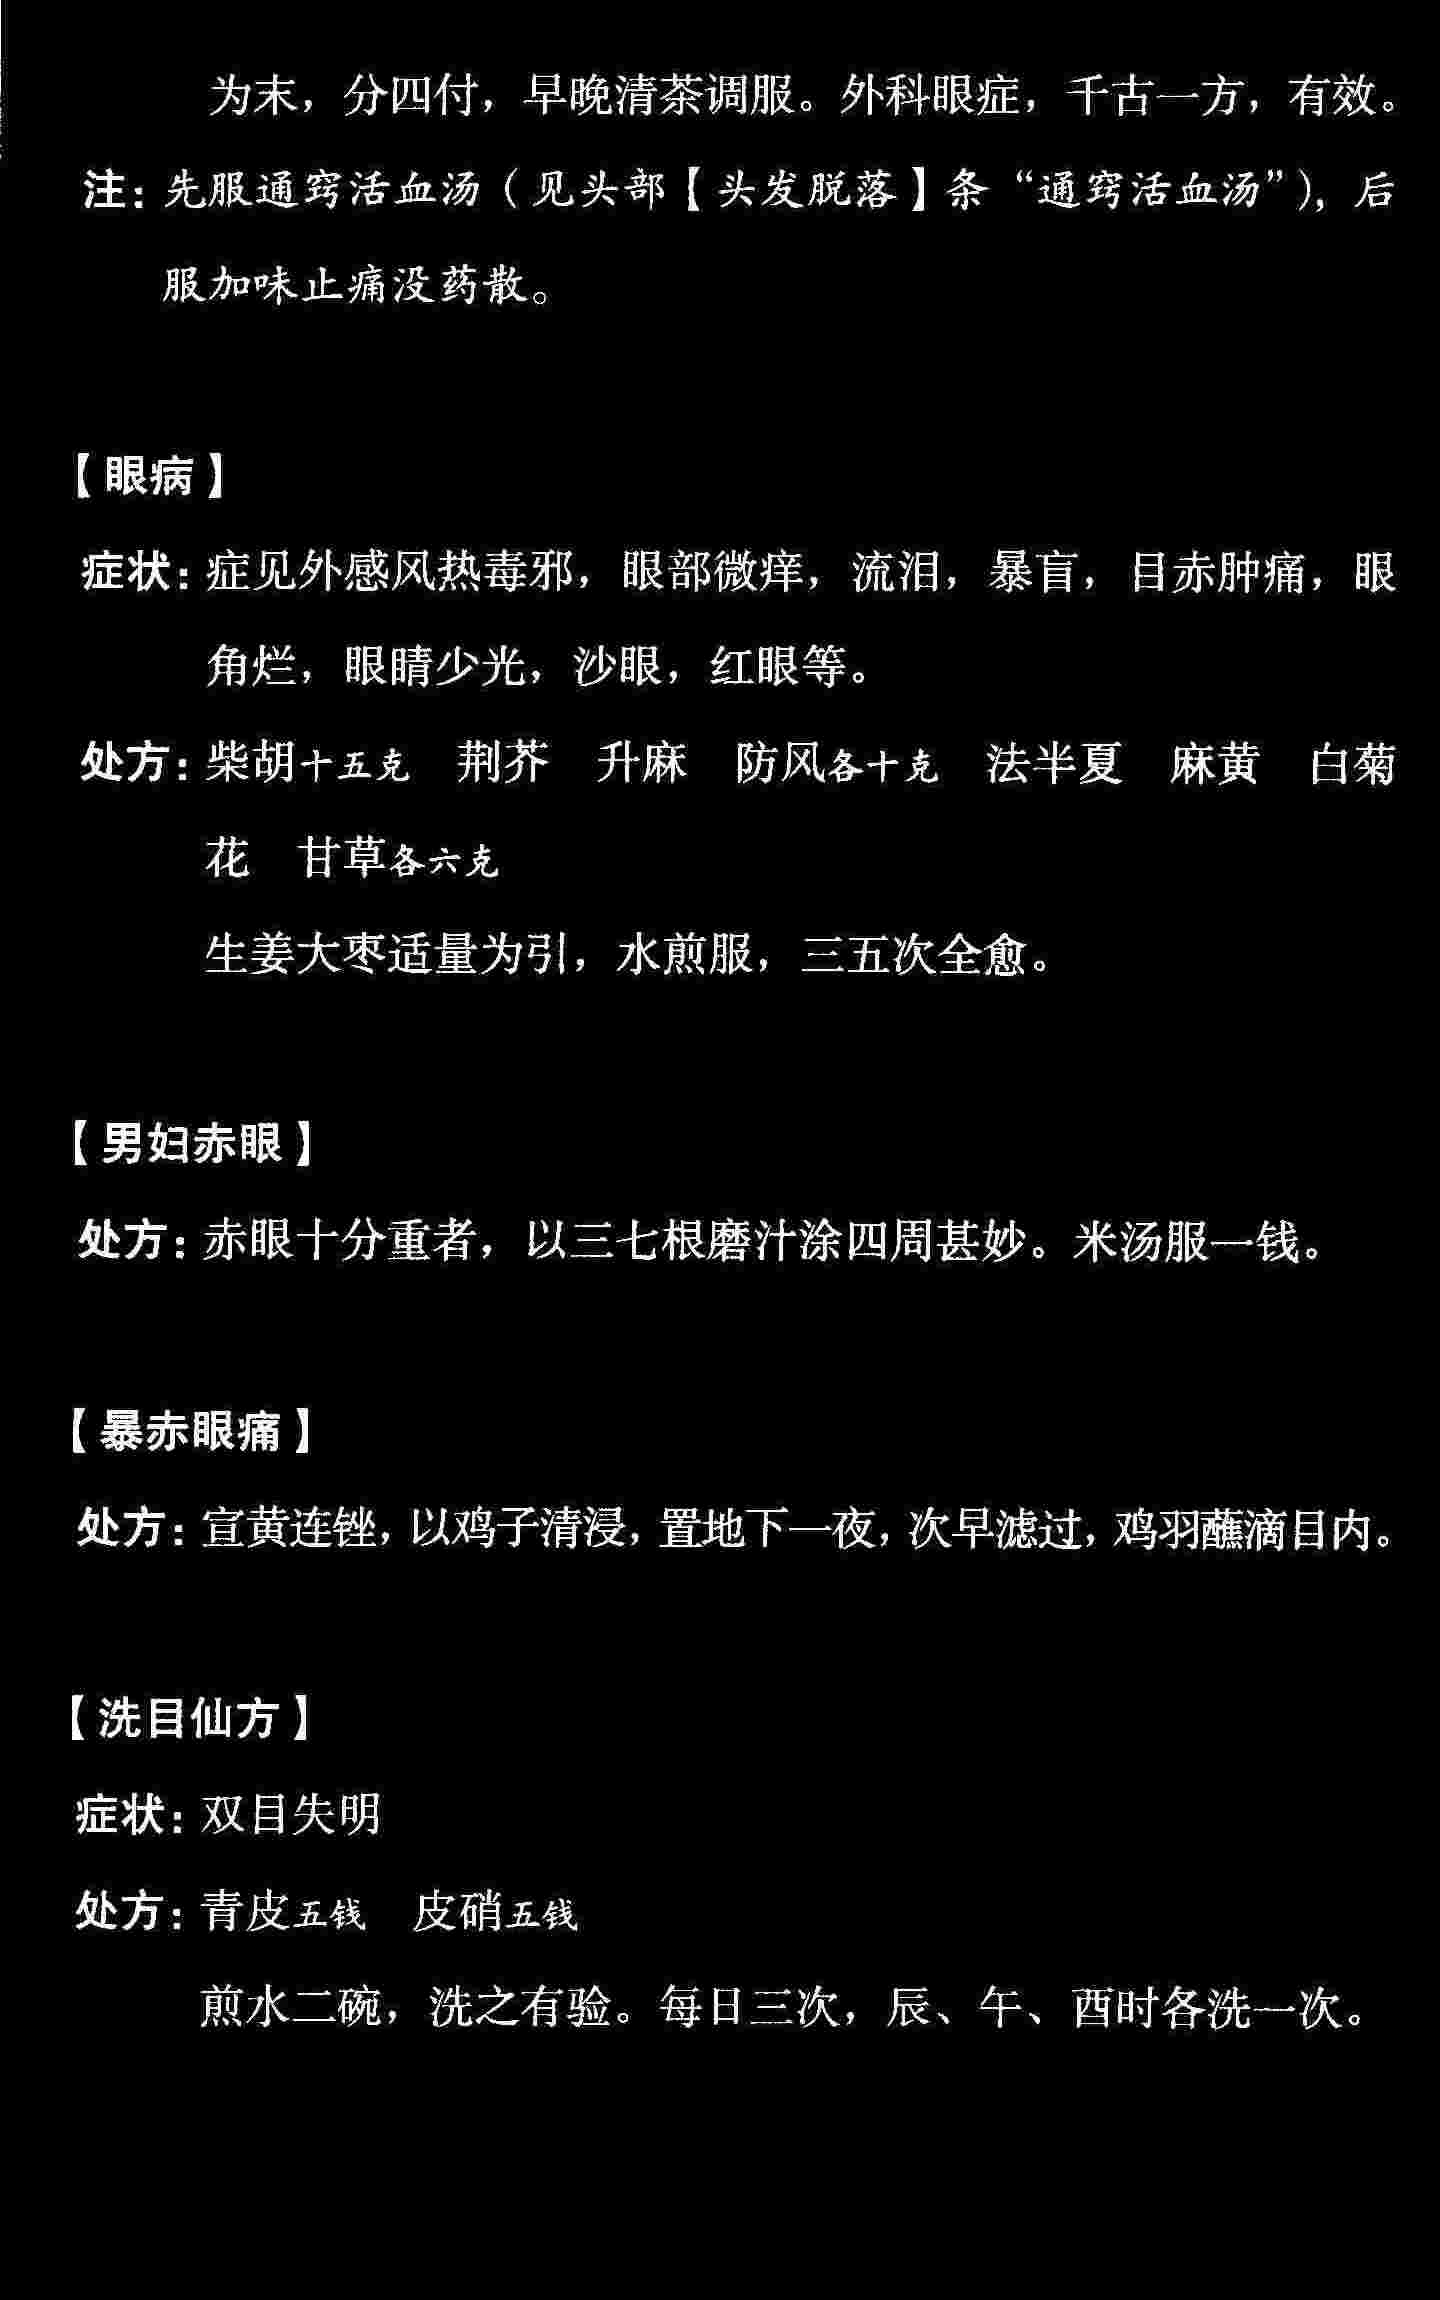 为末，分四付，早晚清茶调服。外科眼症，千古一方，有效。
注：先服通窍活血汤（见头部【头发脱落】条“通窍活血汤”），后
服加味止痛没药散。
【眼病】
症状：症见外感风热毒邪，眼部微痒，流泪，暴盲，目赤肿痛，眼
角烂，眼睛少光，沙眼，红眼等。
处方：柴胡十五克 荆芥 升麻 防风各十克 法半夏 麻黄 白菊
花 甘草各六克
生姜大枣适量为引，水煎服，三五次全愈。
【男妇赤眼】
处方：赤眼十分重者，以三七根磨汁涂四周甚妙。米汤服一钱。
【暴赤眼痛】
处方：宣黄连锉，以鸡子清浸，置地下一夜，次早滤过，鸡羽蘸滴目内。
【洗目仙方】
症状：双目失明
处方：青皮五钱 皮硝五钱
煎水二碗，洗之有验。每日三次，辰、午、酉时各洗一次。